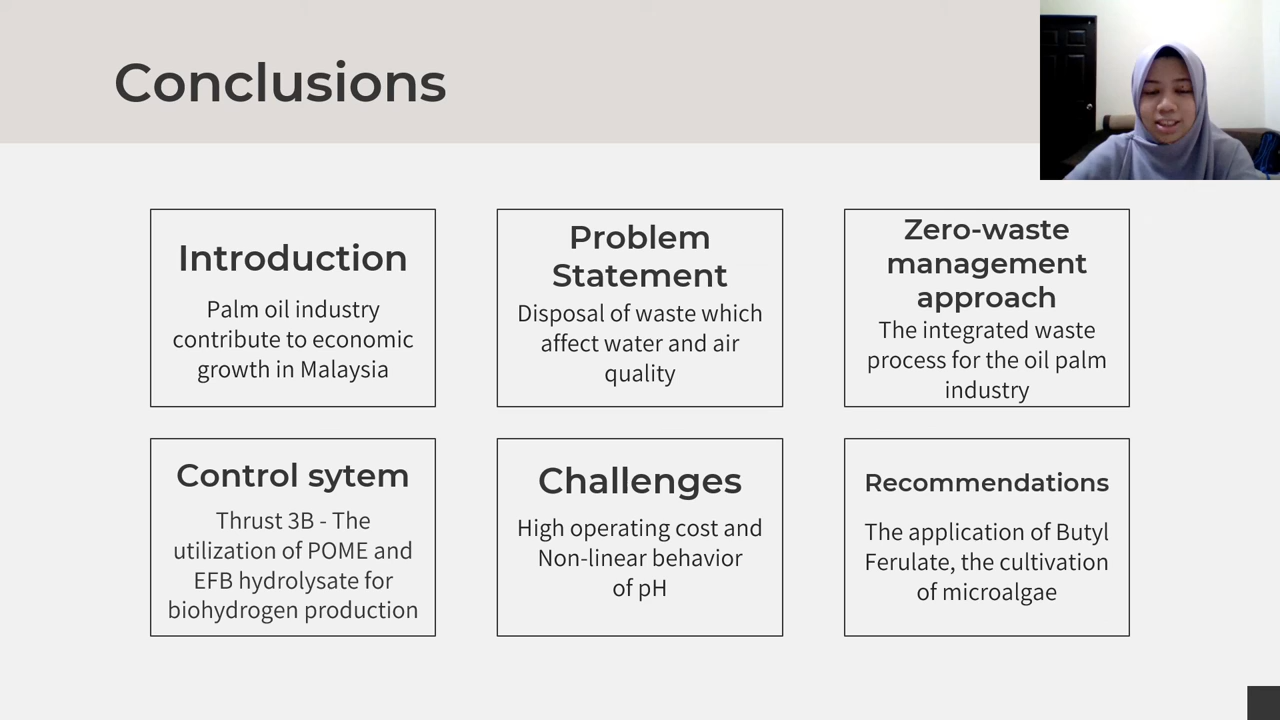 Conclusions
Introduction
Palm oil industry
contribute to economic
growth in Malaysia
Problem
Statement
Disposal of waste which
affect water and air
quality
Zero-waste
management
approach
The integrated waste
process for the oil palm
industry
Control sytem
Thrust 3B - The
utilization of POME and
EFB hydrolysate for
biohydrogen production
Challenges
High operating cost and
Non-linear behavior
of pH
Recommendations
The application of Butyl
Ferulate, the cultivation
of microalgae